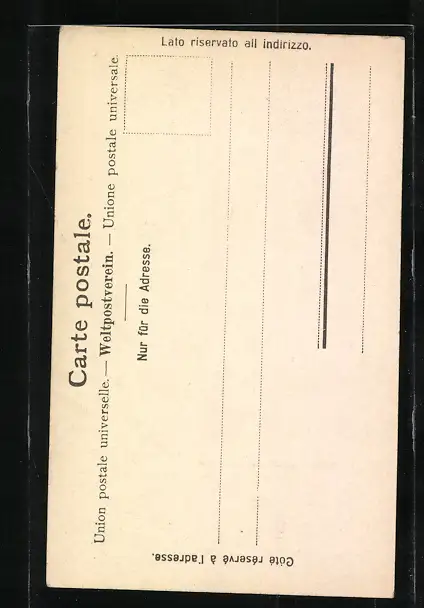 Carte postale.
Union postale universelle. — Weltpostverein. — Unione postale universale.
Nur für die Adresse.
Côté réservé à l'adresse.
Lato riservato all indirizzo.